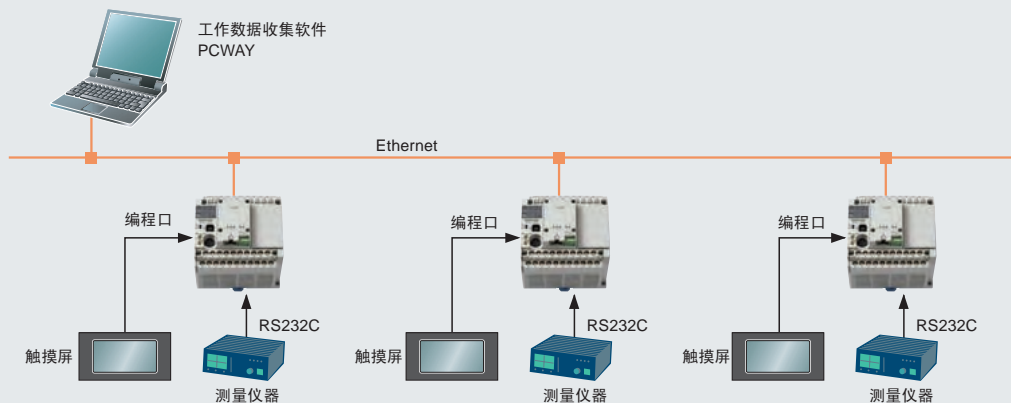 工作数据收集软件
PCWAY
Ethernet
编程口
编程口
编程口
RS232C
RS232C
RS232C
触摸屏
触摸屏
触摸屏
测量仪器
测量仪器
测量仪器